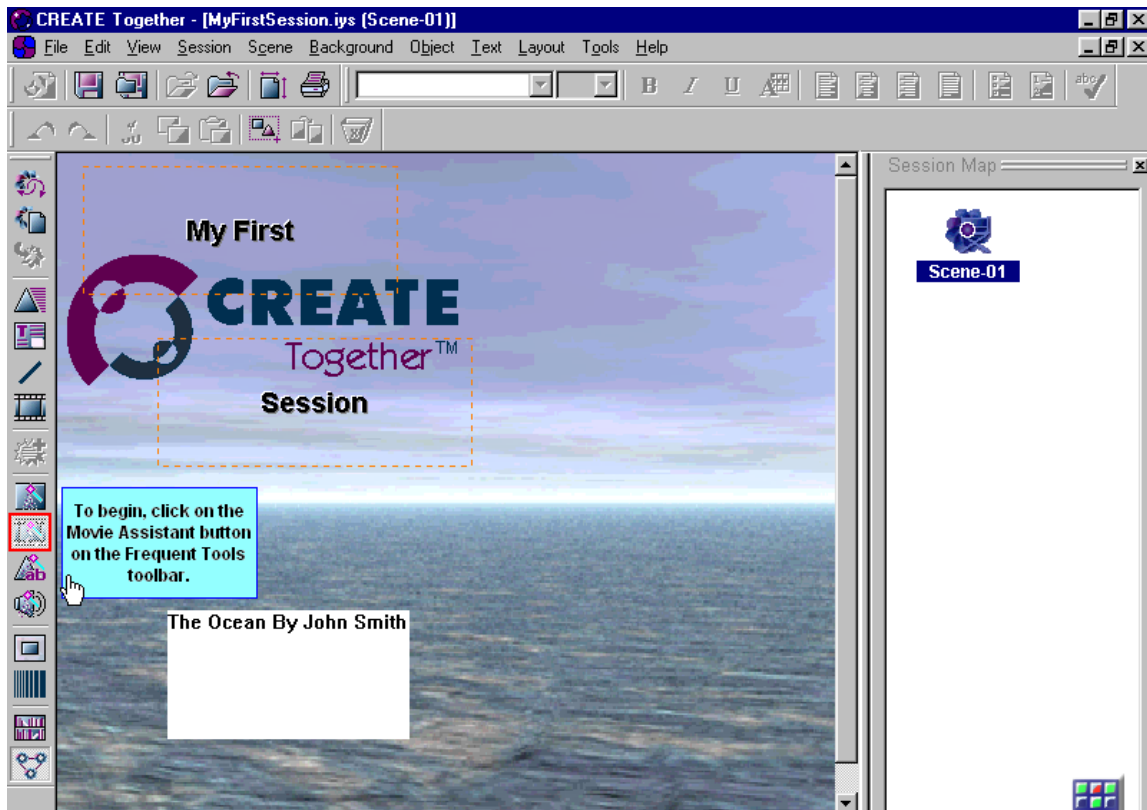 CREATE Together - [MyFirstSession.iys (Scene-01)]
File Edit View Session Scene Background Object Text Layout Tools Help
B I U abc
Session Map
My First
CREATE
Together™
Session
Scene-01
To begin, click on the
Movie Assistant button
on the Frequent Tools
toolbar.
ab
The Ocean By John Smith